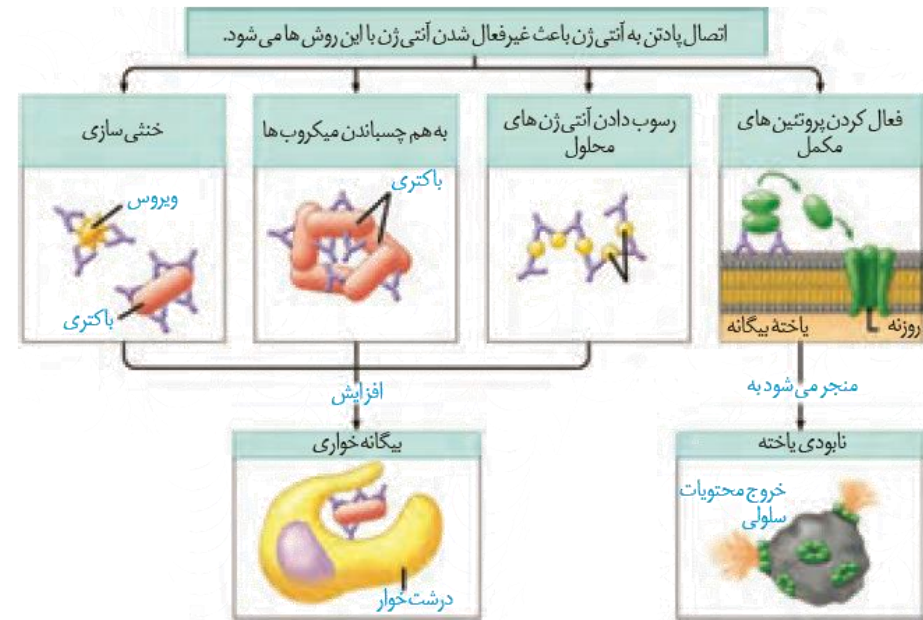 اتصال پادتن به آنتی ژن باعث غیرفعال شدن آنتی ژن با این روش ها می شود.
فعال کردن پروتئین های
مکمل
رسوب دادن آنتی ژن های
محلول
به هم چسباندن میکروب ها
خنثی سازی
باکتری
ویروس
باکتری
یاختهٔ بیگانه
روزنه
افزایش
منجر می شود به
بیگانه خواری
نابودی یاخته
خروج محتویات
سلولی
درشت خوار